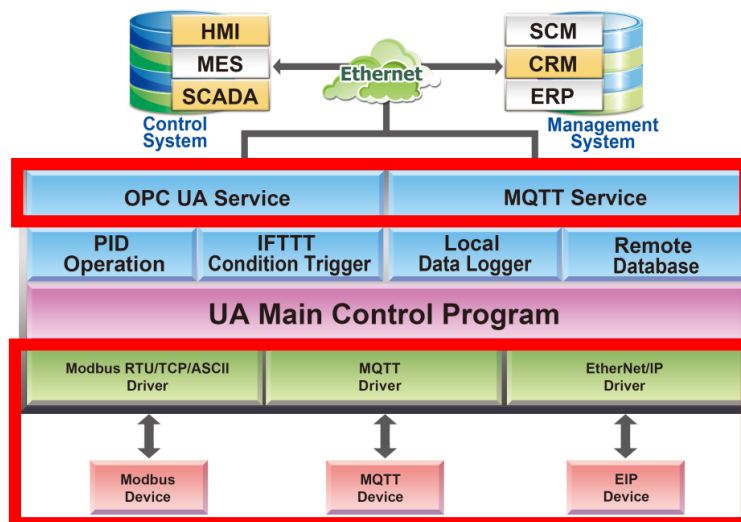 HMI
MES
SCADA
Control
System
Ethernet
SCM
CRM
ERP
Management
System
OPC UA Service
MQTT Service
PID
Operation
IFTTT
Condition Trigger
Local
Data Logger
Remote
Database
UA Main Control Program
Modbus RTU/TCP/ASCII
Driver
MQTT
Driver
EtherNet/IP
Driver
Modbus
Device
MQTT
Device
EIP
Device